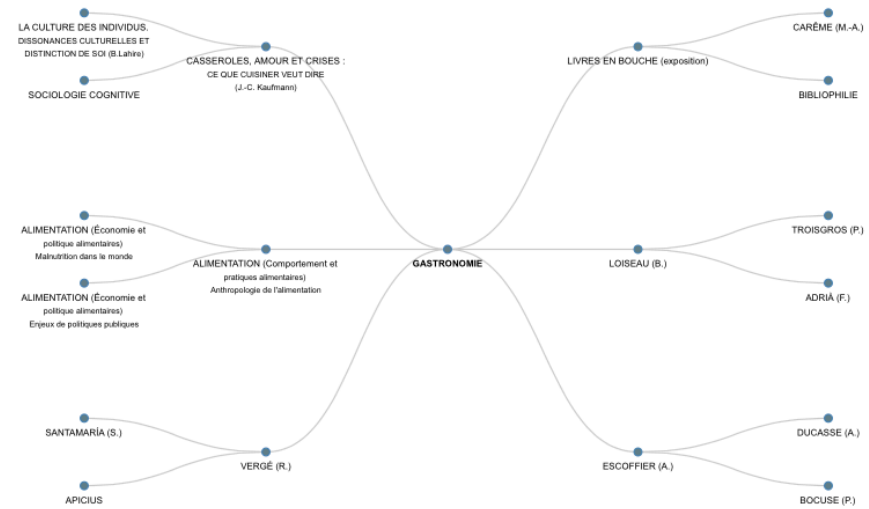 LA CULTURE DES INDIVIDUS.
DISSONANCES CULTURELLES ET
DISTINCTION DE SOI (B.Lahire)
SOCIOLOGIE COGNITIVE
CASSEROLES, AMOUR ET CRISES :
CE QUE CUISINER VEUT DIRE
(J.-C. Kaufmann)
LIVRES EN BOUCHE (exposition)
CARÊME (M.-A.)
BIBLIOPHILIE
ALIMENTATION (Économie et
politique alimentaires)
Malnutrition dans le monde
ALIMENTATION (Économie et
politique alimentaires)
Enjeux de politiques publiques
ALIMENTATION (Comportement et
pratiques alimentaires)
Anthropologie de l'alimentation
GASTRONOMIE
LOISEAU (B.)
TROISGROS (P.)
ADRIÀ (F.)
SANTAMARÍA (S.)
APICIUS
VERGÉ (R.)
ESCOFFIER (A.)
DUCASSE (A.)
BOCUSE (P.)